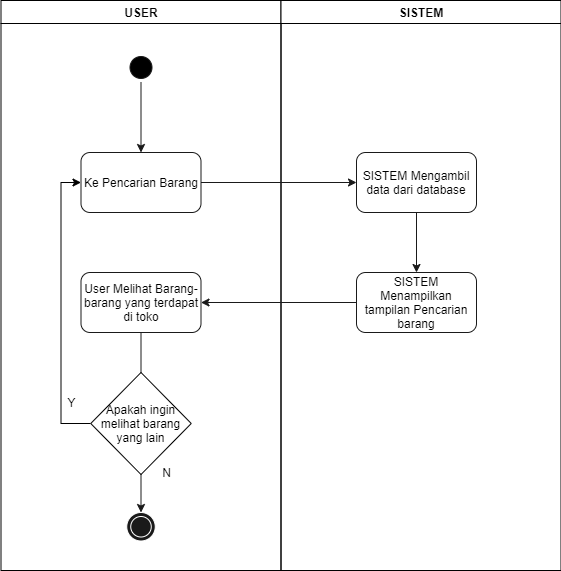 USER
SISTEM
Ke Pencarian Barang
SISTEM Mengambil
data dari database
User Melihat Barang-
barang yang terdapat
di toko
SISTEM
Menampilkan
tampilan Pencarian
barang
Y
Apakah ingin
melihat barang
yang lain
N